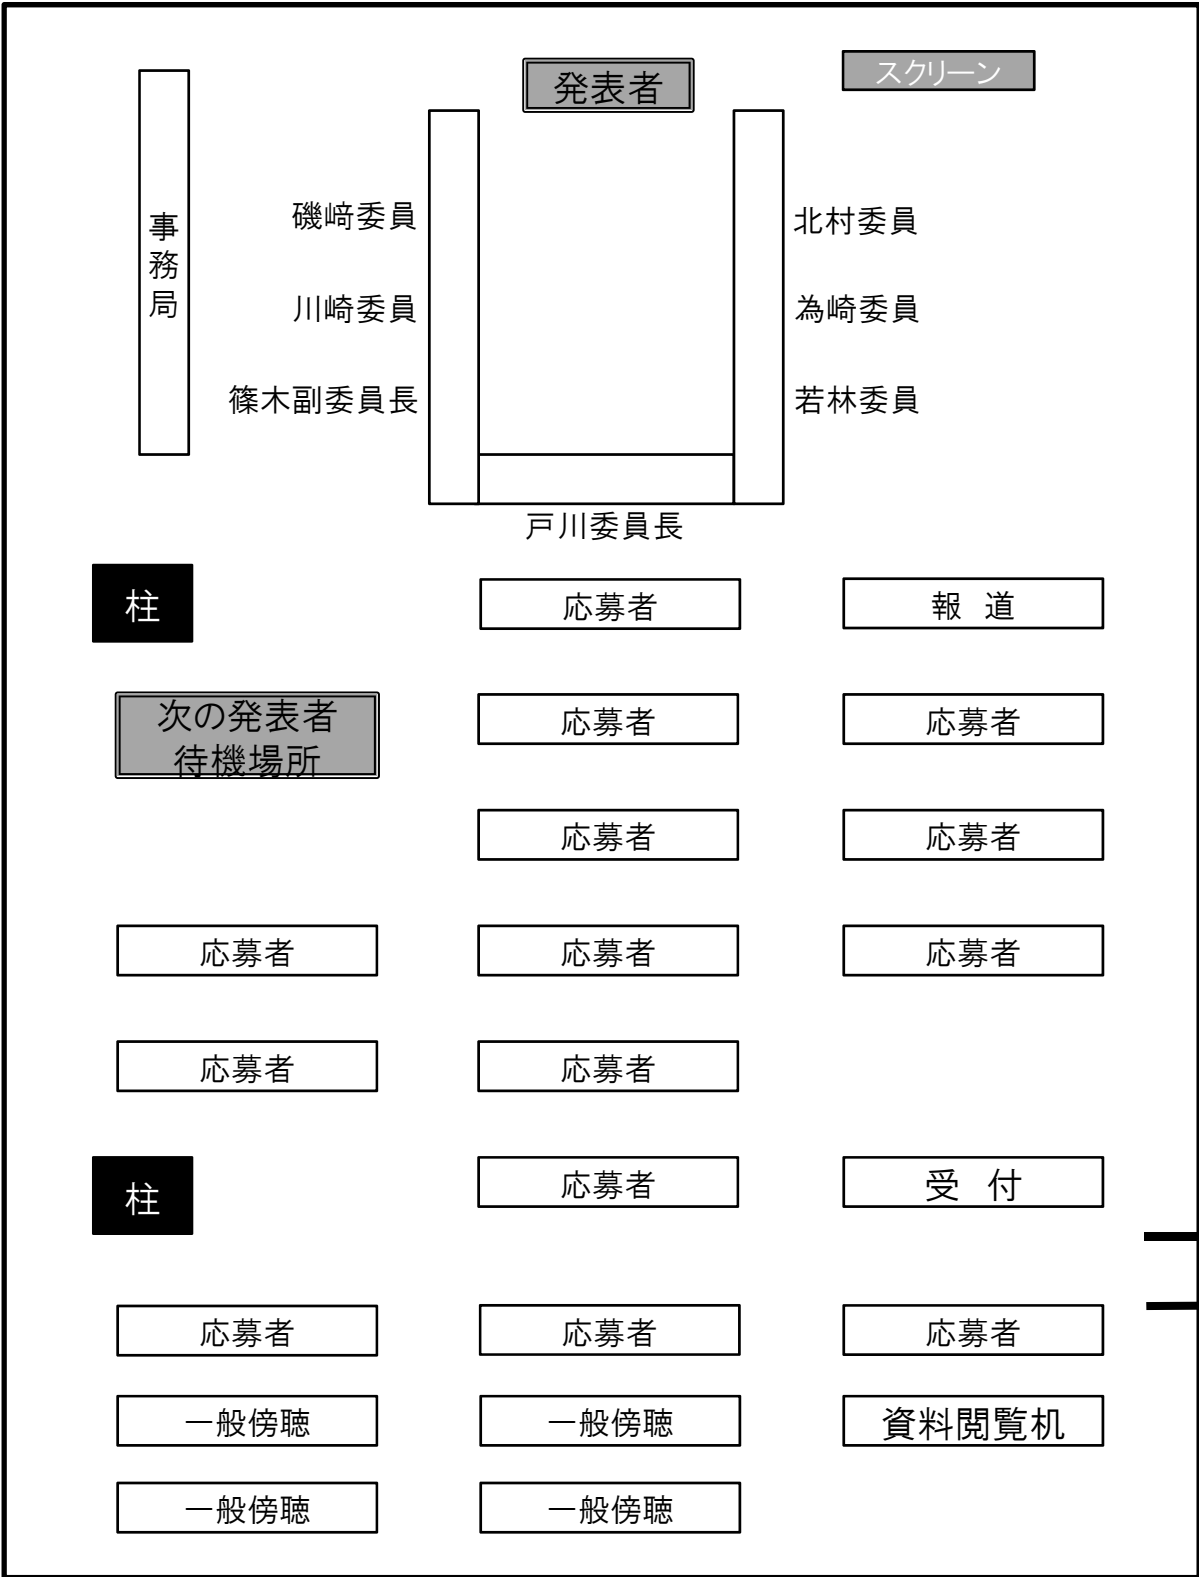 発表者
スクリーン
事務局
磯﨑委員
北村委員
川崎委員
為崎委員
篠木副委員長
若林委員
戸川委員長
柱
応募者
報 道
次の発表者
待機場所
応募者
応募者
応募者
応募者
応募者
応募者
応募者
応募者
応募者
柱
応募者
受 付
応募者
応募者
応募者
一般傍聴
一般傍聴
資料閲覧机
一般傍聴
一般傍聴